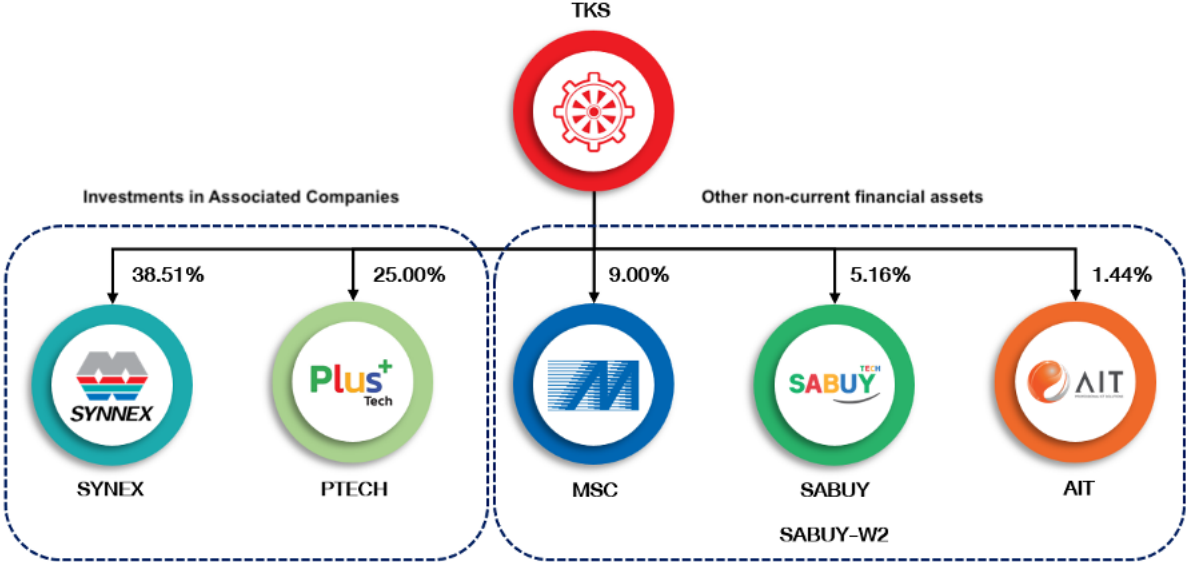 TKS
Investments in Associated Companies
Other non-current financial assets
38.51%
25.00%
9.00%
5.16%
1.44%
SYNNEX
Plus+
Tech
M
SABUY
TECH
AIT
SYNEX
PTECH
MSC
SABUY
AIT
SABUY-W2